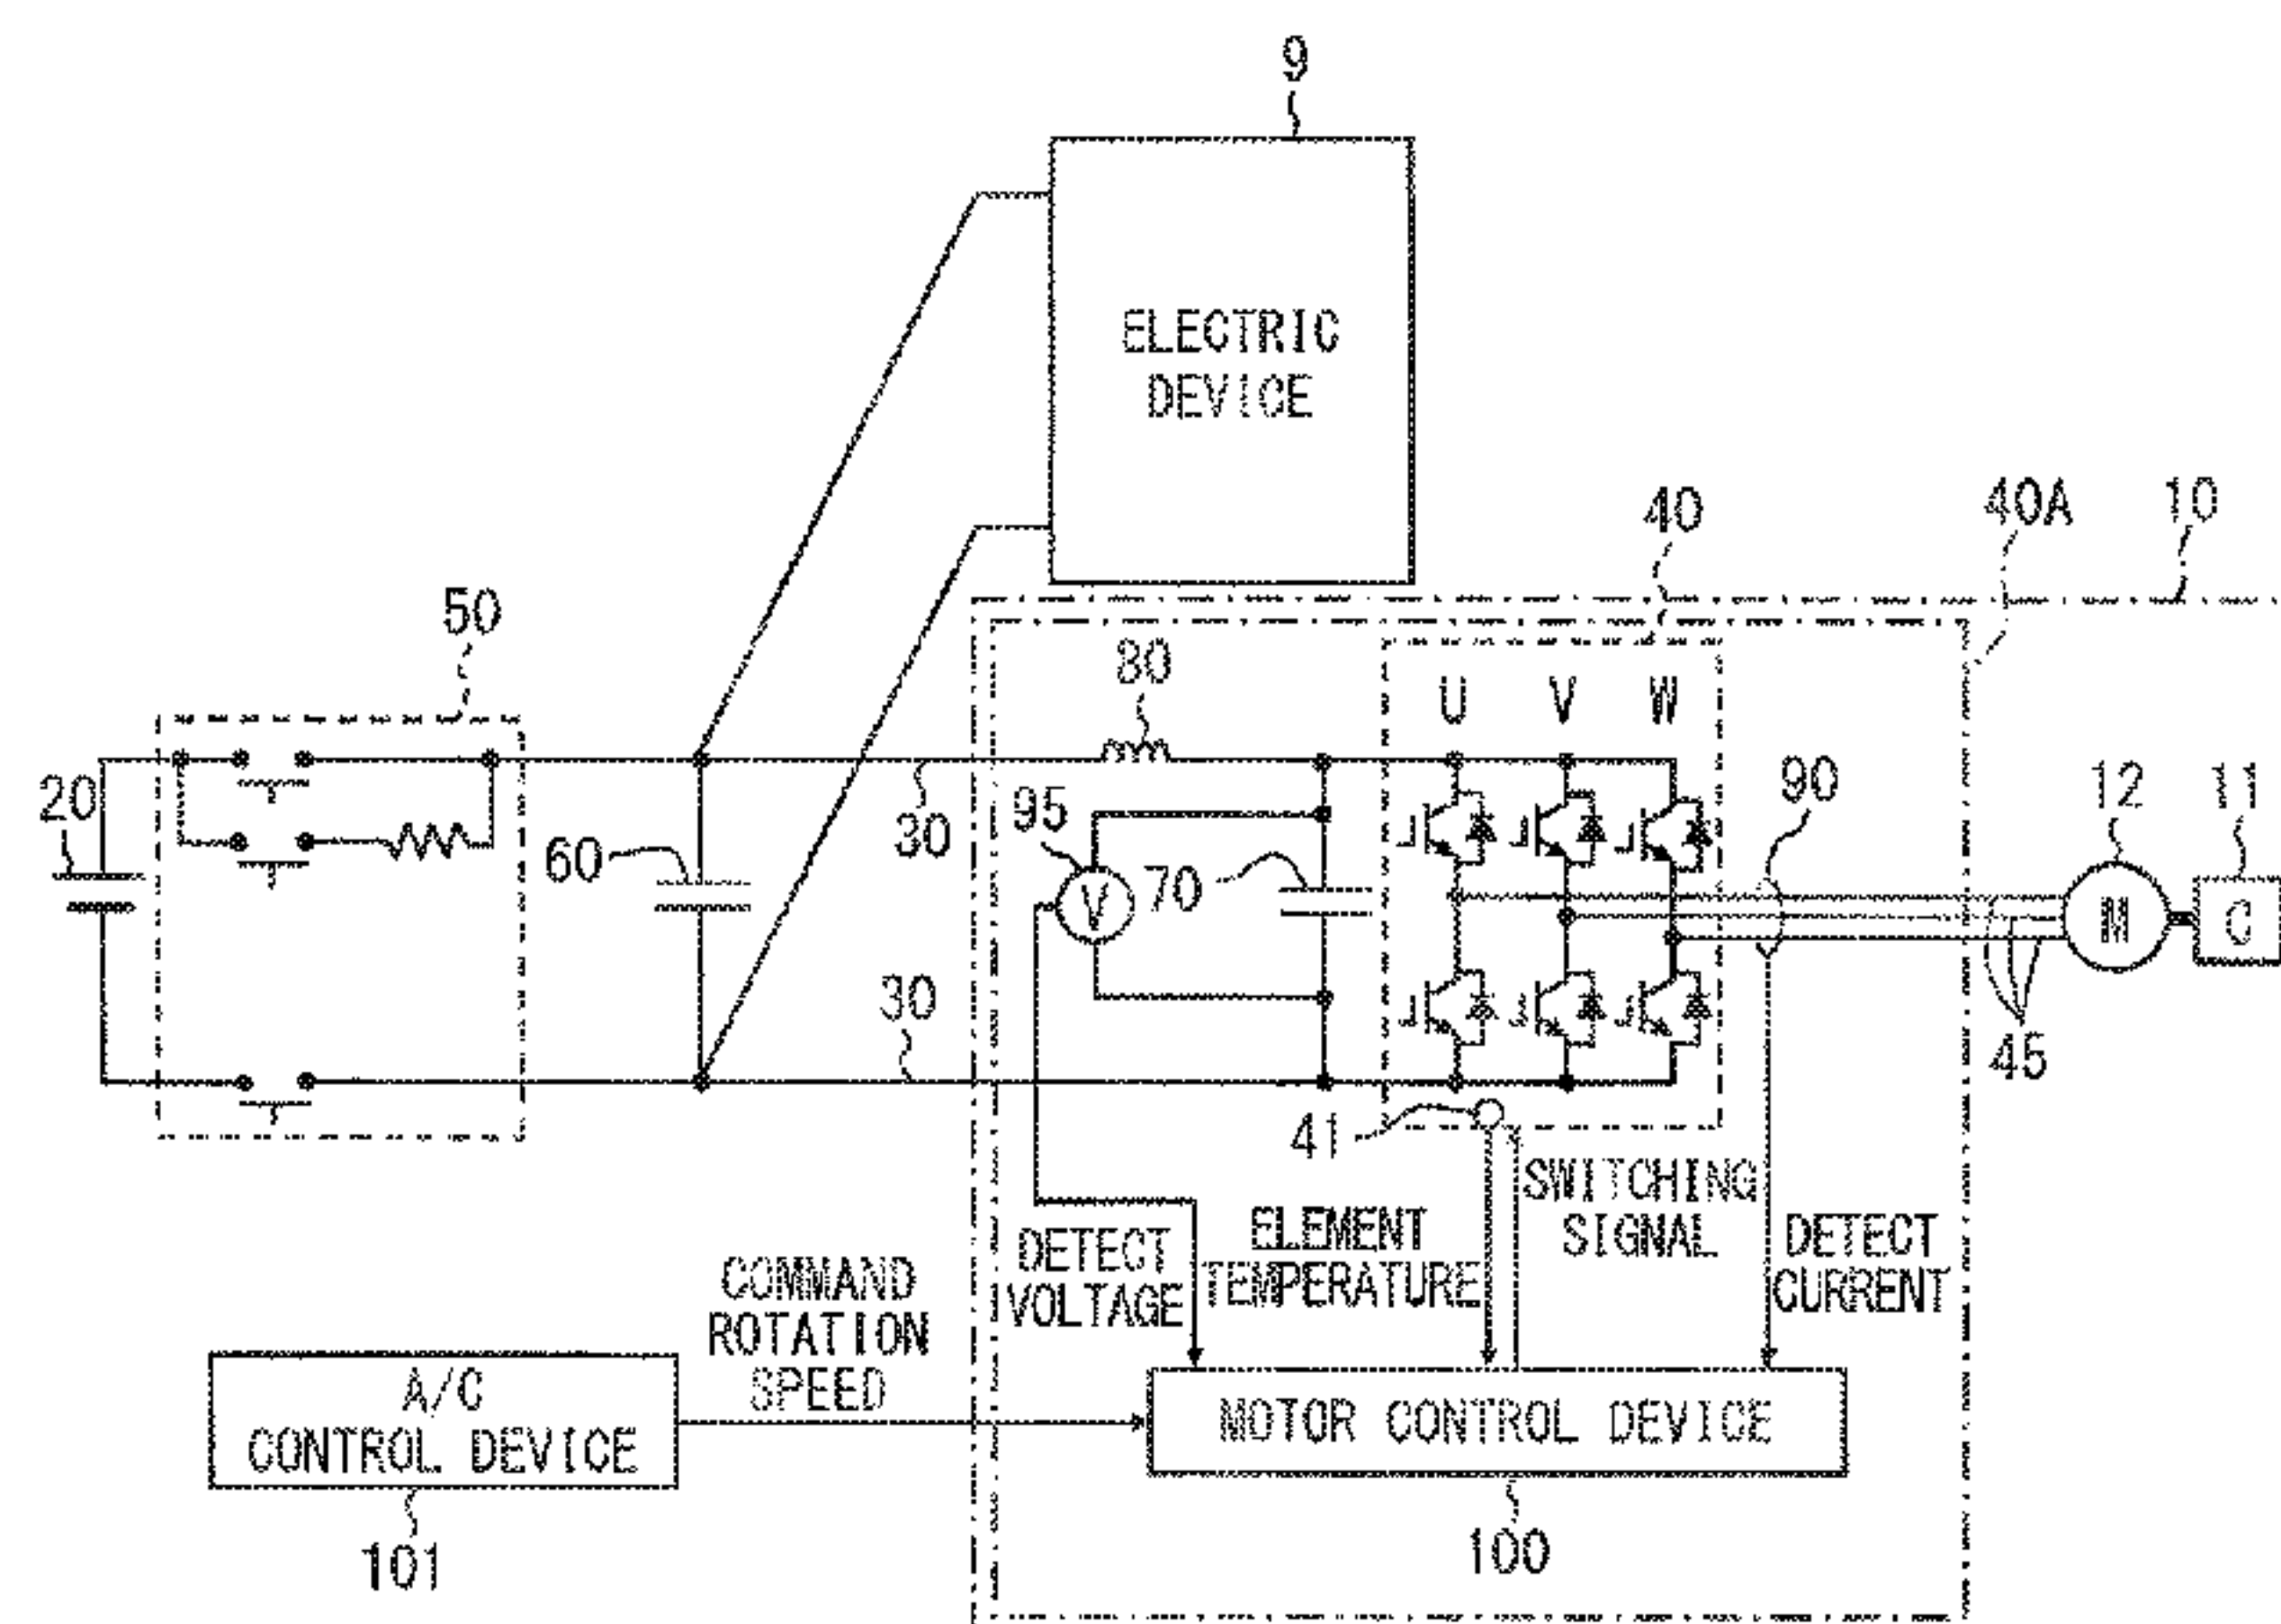 9
ELECTRIC
DEVICE
40
40A
10
50
80
U
V
W
20
60
30
95
V
70
90
12
11
M
C
30
45
41
SWITCHING
SIGNAL
ELEMENT
TEMPERATURE
DETECT
VOLTAGE
DETECT
CURRENT
COMMAND
ROTATION
SPEED
A/C
CONTROL DEVICE
MOTOR CONTROL DEVICE
101
100